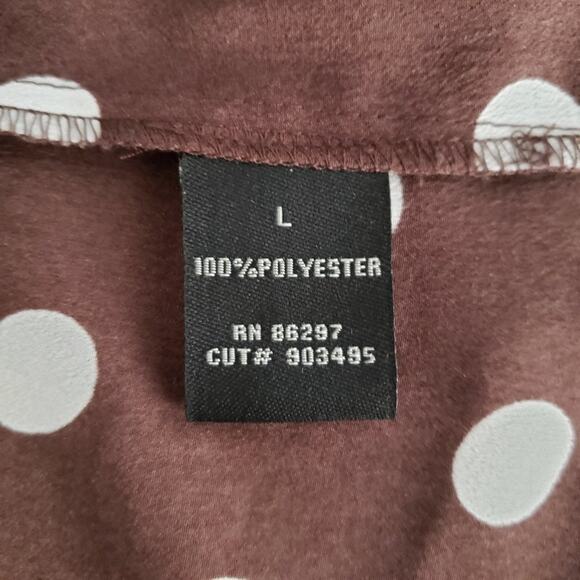 L
100%POLYESTER
RN 86297
CUT# 903495